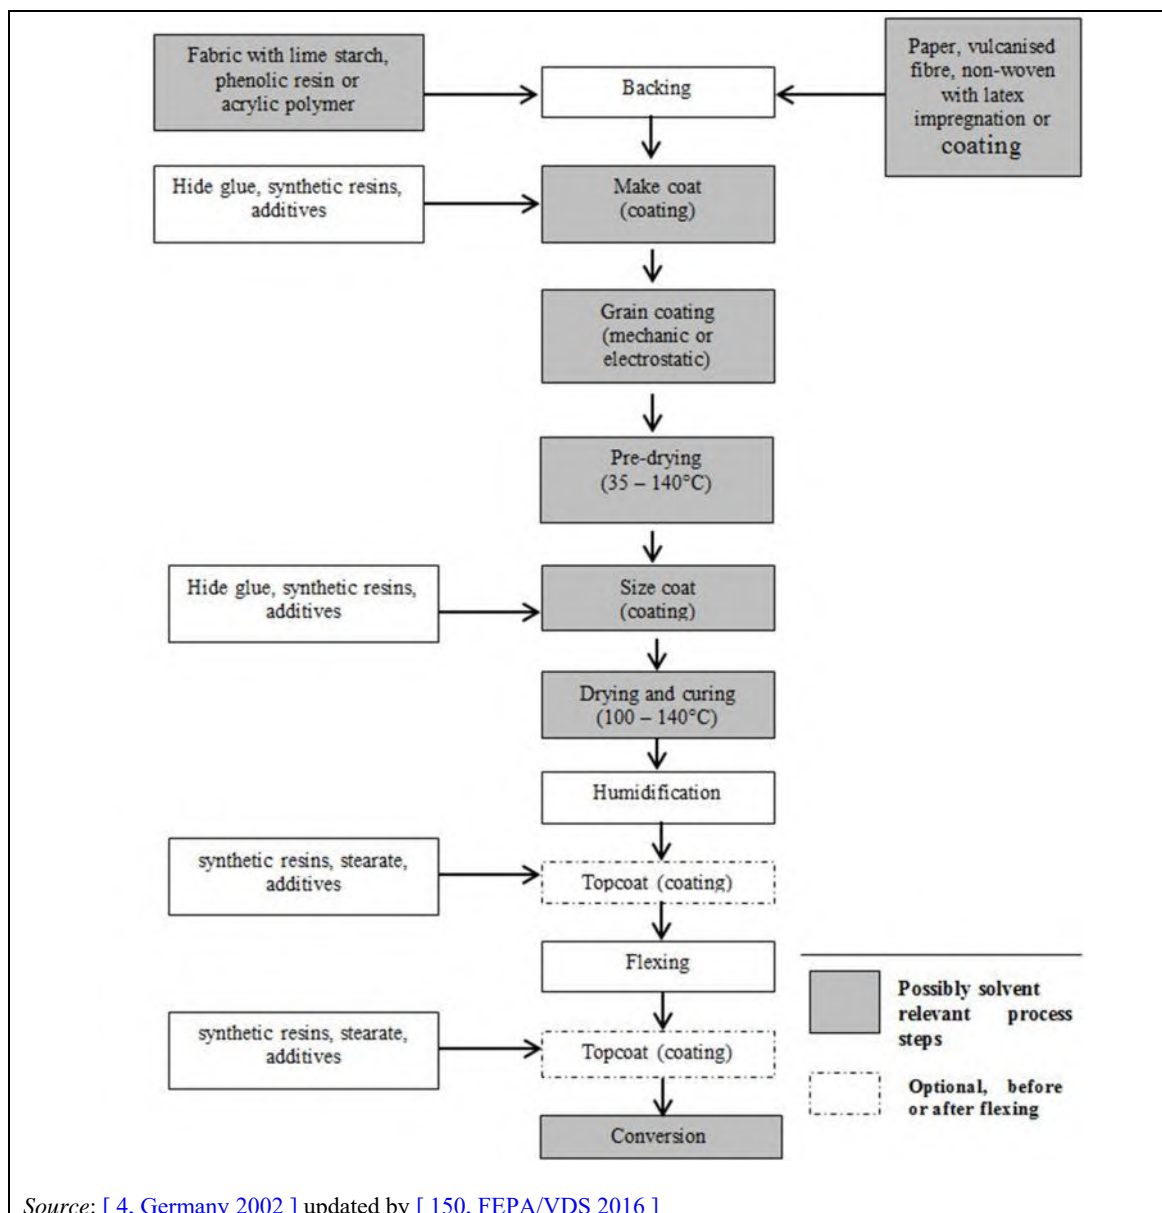 Fabric with lime starch,
phenolic resin or
acrylic polymer
Backing
Paper, vulcanised
fibre, non-woven
with latex
impregnation or
coating
Hide glue, synthetic resins,
additives
Make coat
(coating)
Grain coating
(mechanic or
electrostatic)
Pre-drying
(35 – 140°C)
Hide glue, synthetic resins,
additives
Size coat
(coating)
Drying and curing
(100 – 140°C)
Humidification
synthetic resins, stearate,
additives
Topcoat (coating)
Flexing
synthetic resins, stearate,
additives
Topcoat (coating)
Conversion
Possibly solvent
relevant process
steps
Optional, before
or after flexing
Source: [ 4, Germany 2002 ] updated by [ 150, FEPA/VDS 2016 ]